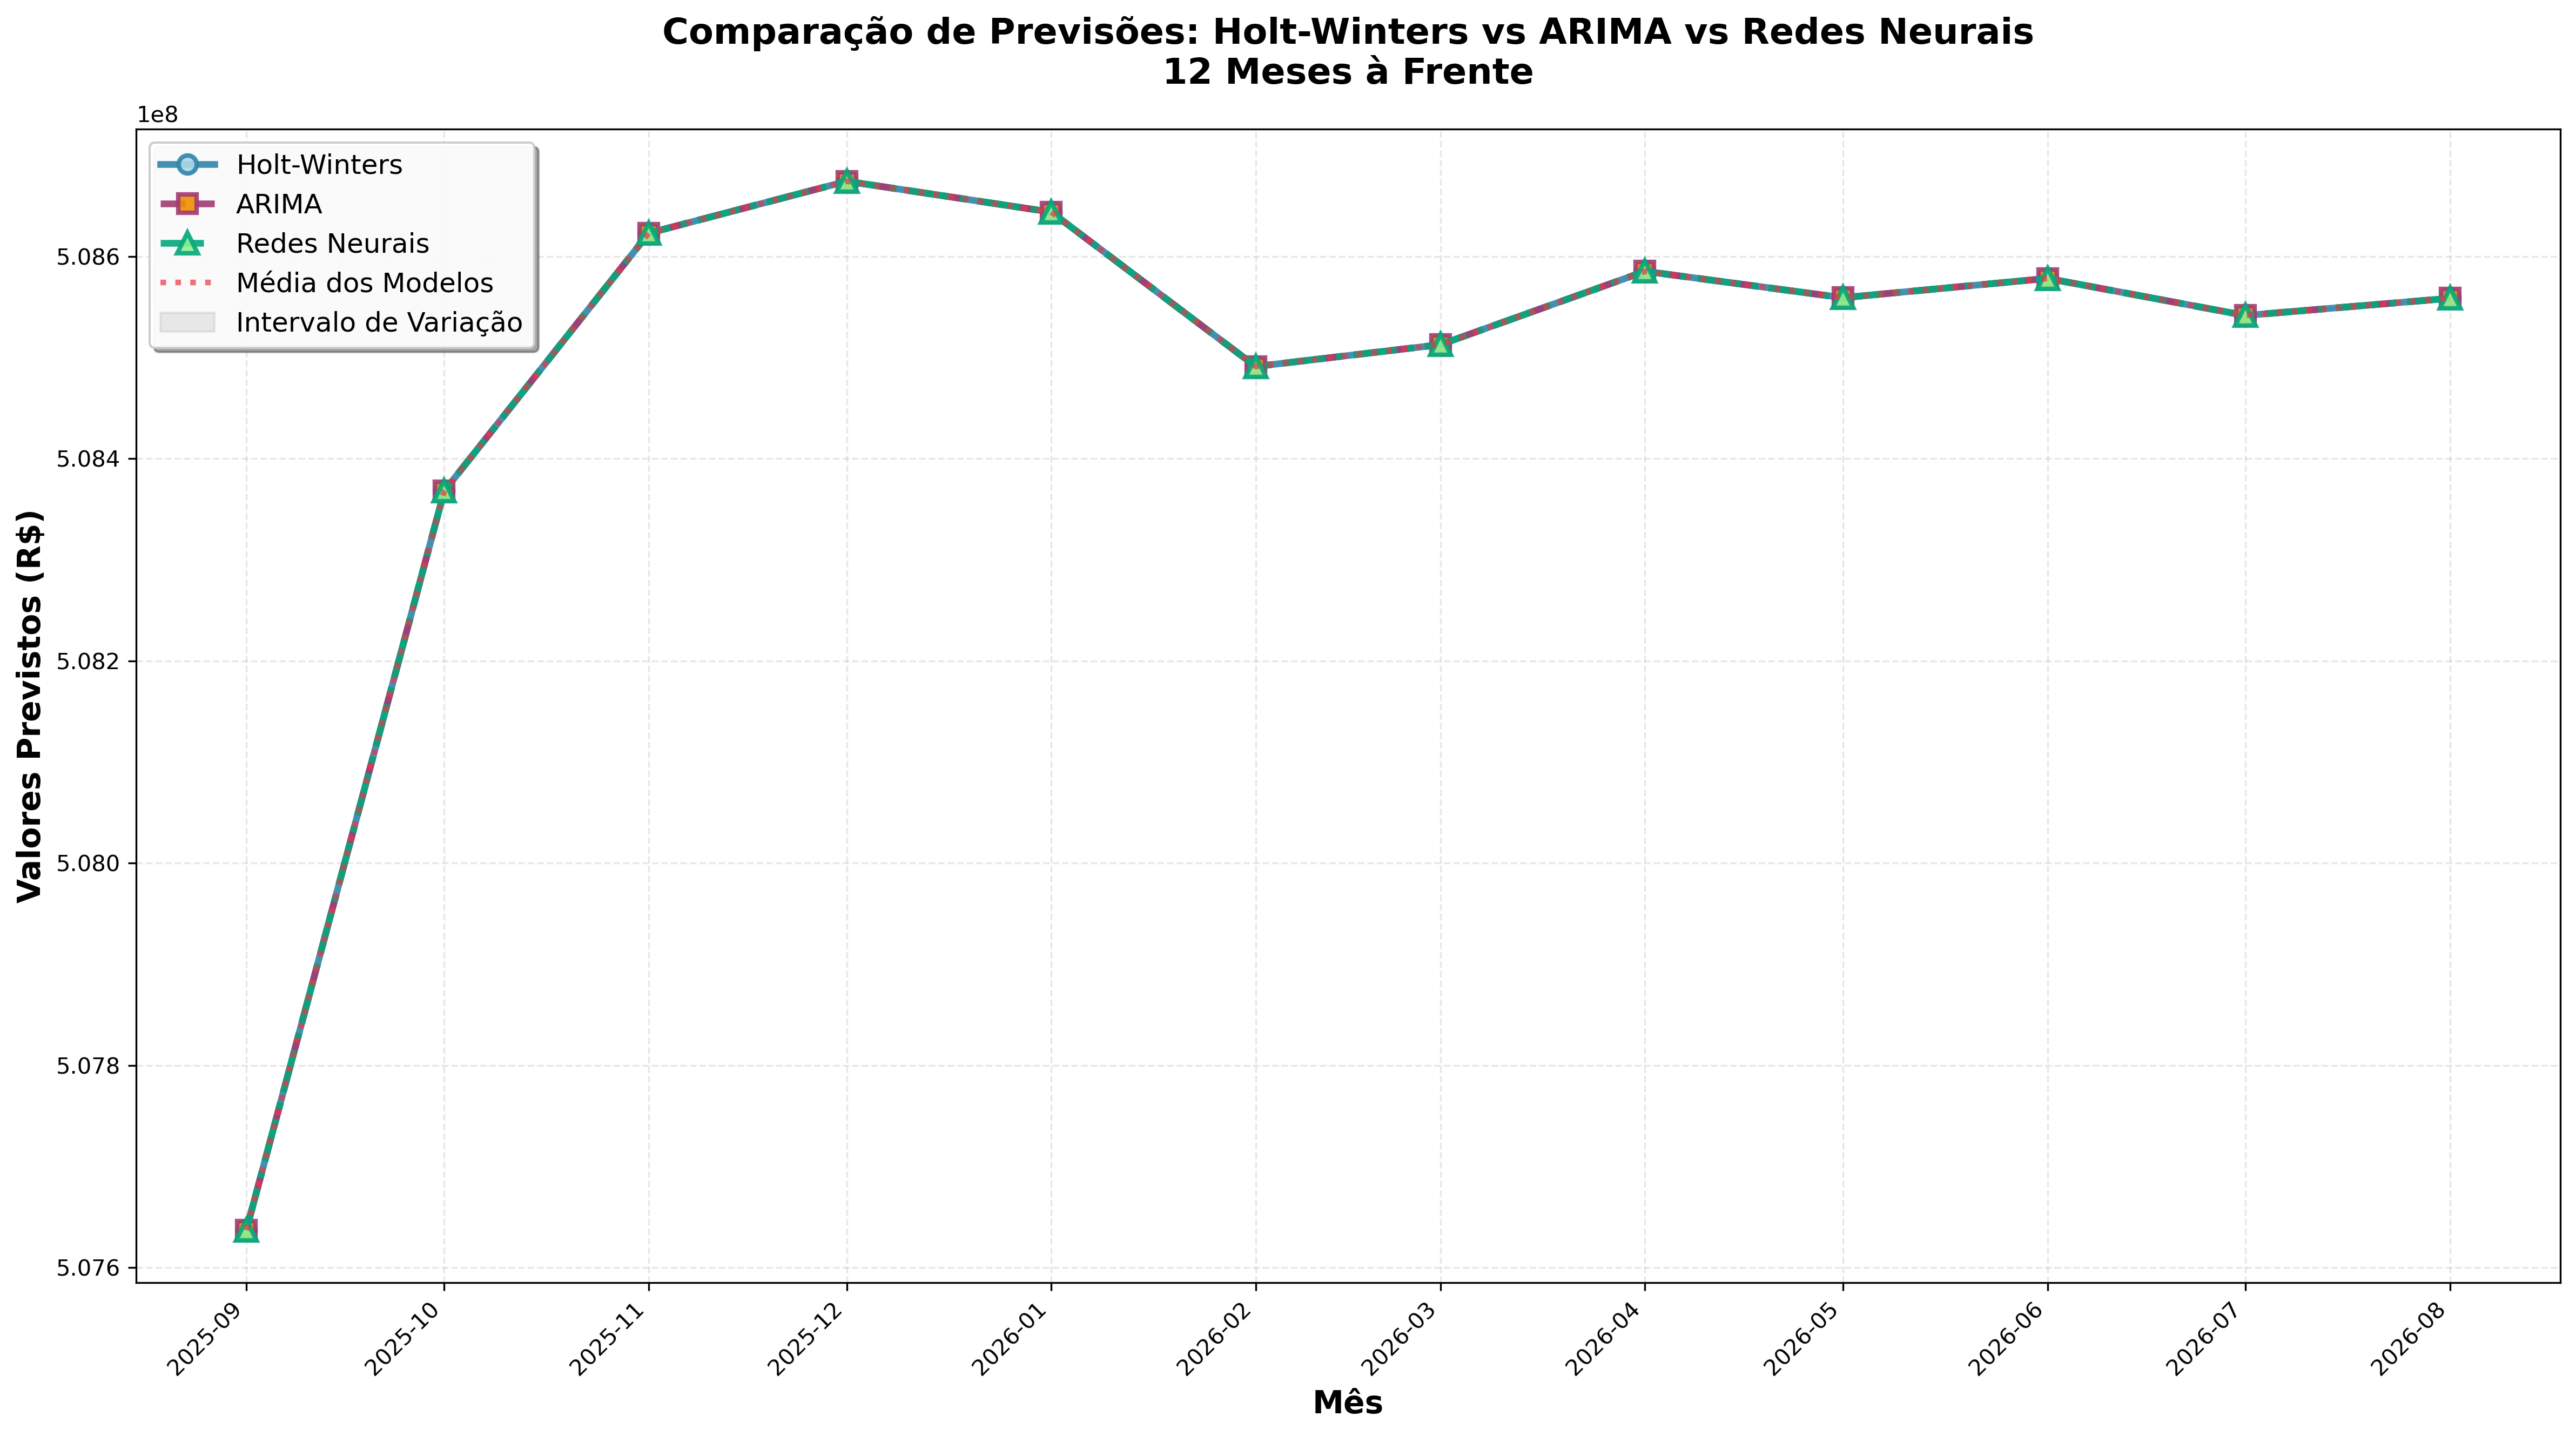 Comparação de Previsões: Holt-Winters vs ARIMA vs Redes Neurais
12 Meses à Frente
1e8
Holt-Winters
ARIMA
Redes Neurais
Média dos Modelos
Intervalo de Variação
5.086
5.084
5.082
5.080
5.078
5.076
Valores Previstos (R$)
2025-09
2025-10
2025-11
2025-12
2026-01
2026-02
2026-03
2026-04
2026-05
2026-06
2026-07
2026-08
Mês